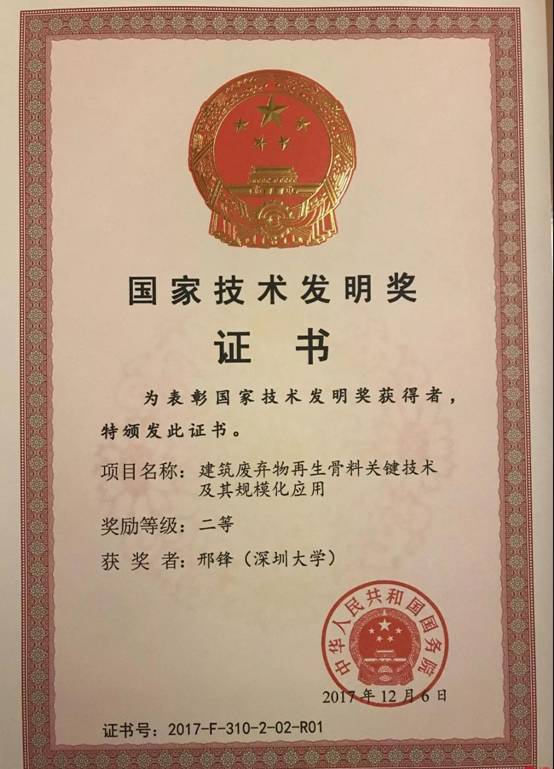 国家技术发明奖
证书
为表彰国家技术发明奖获得者，
特颁发此证书。
项目名称：建筑废弃物再生骨料关键技术
及其规模化应用
奖励等级：二等
获奖者：邢锋（深圳大学）
中华人民共和国国务院
2017年12月6日
证书号：2017-F-310-2-02-R01